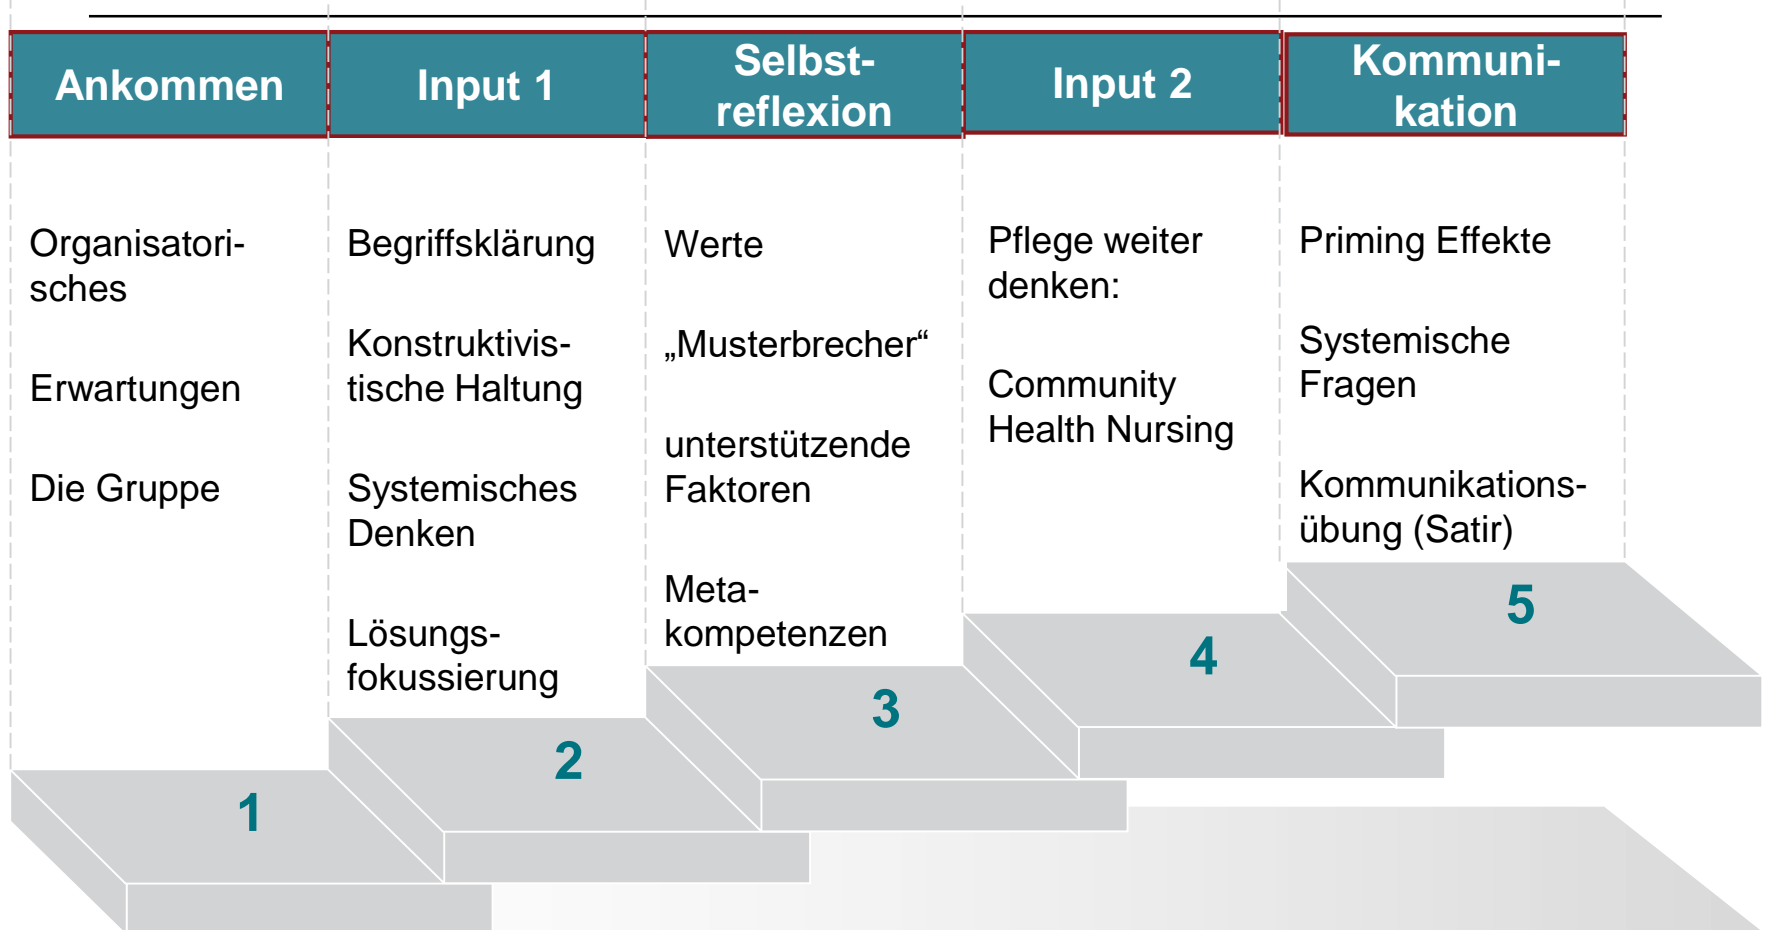 Ankommen
Input 1
Selbst-
reflexion
Input 2
Kommuni-
kation
Organisatori-
sches
Erwartungen
Die Gruppe
Begriffsklärung
Konstruktivis-
tische Haltung
Systemisches
Denken
Lösungs-
fokussierung
Werte
„Musterbrecher“
unterstützende
Faktoren
Meta-
kompetenzen
Pflege weiter
denken:
Community
Health Nursing
Priming Effekte
Systemische
Fragen
Kommunikations-
übung (Satir)
1
2
3
4
5